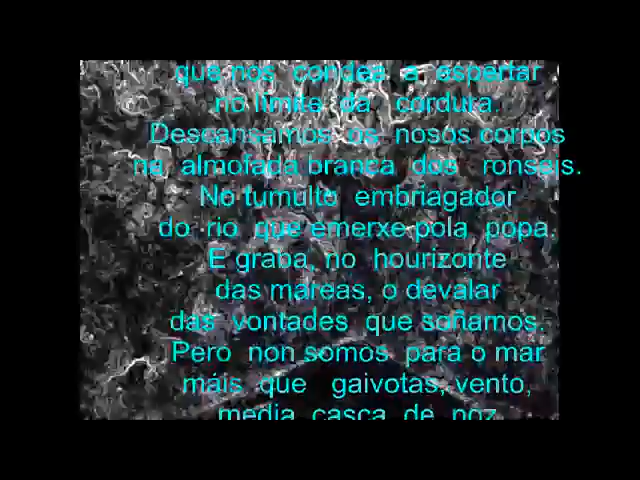 que nos condea a espertar
no límite da cordura.
Descansamos os nosos corpos
na almofada branca dos ronseis.
No tumulto embriagador
do río que emerxe pola popa.
E graba, no hourizonte
das mareas, o devalar
das vontades que soñamos.
Pero non somos para o mar
máis que gaivotas, vento,
media casca de noz